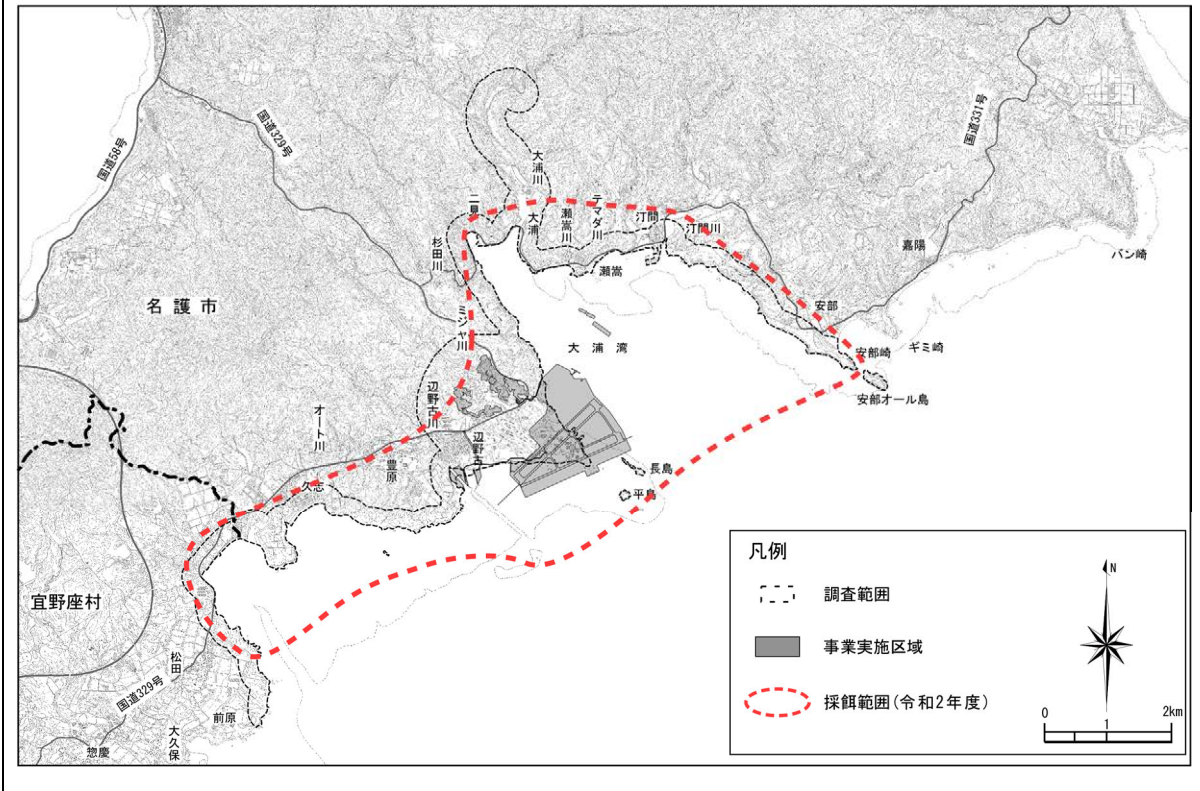 国道58号
国道329号
国道331号
大浦川
二見
大浦
瀬嵩川
テマダ川
汀間
汀間川
杉田川
瀬嵩
嘉陽
バン崎
名護市
ミジャ川
大浦湾
安部
安部崎
ギミ崎
安部オール島
辺野古川
オート川
豊原
辺野古
久志
長島
平島
宜野座村
松田
国道329号
前原
大久保
惣慶
凡例
調査範囲
事業実施区域
採餌範囲(令和2年度)
N
0 1 2km